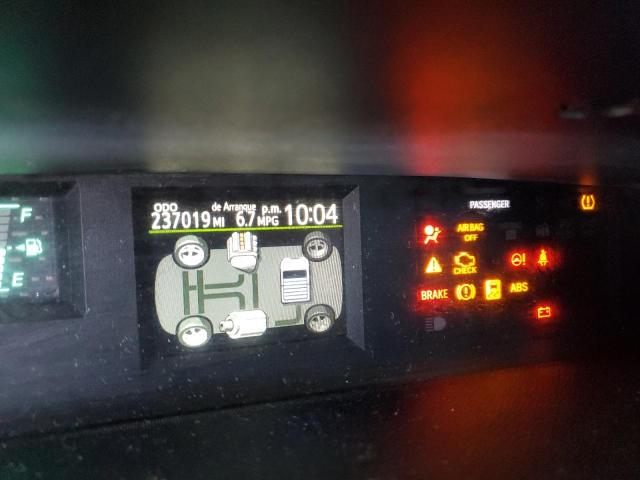 F
E
ODO
de Arranque p.m.
237019 MI 6.7 MPG 10:04
PASSENGER
AIR BAG
OFF
CHECK
BRAKE
ABS